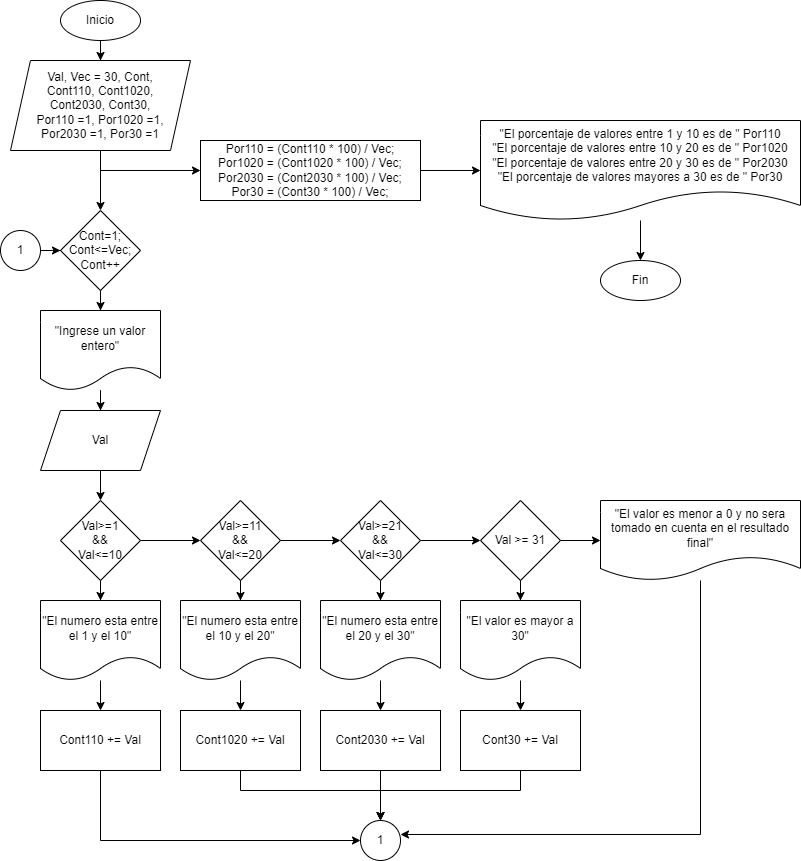 Inicio
Val, Vec = 30, Cont,
Cont110, Cont1020,
Cont2030, Cont30,
Por110 =1, Por1020 =1,
Por2030 =1, Por30 =1
Por110 = (Cont110 * 100) / Vec;
Por1020 = (Cont1020 * 100) / Vec;
Por2030 = (Cont2030 * 100) / Vec;
Por30 = (Cont30 * 100) / Vec;
"El porcentaje de valores entre 1 y 10 es de " Por110
"El porcentaje de valores entre 10 y 20 es de " Por1020
"El porcentaje de valores entre 20 y 30 es de " Por2030
"El porcentaje de valores mayores a 30 es de " Por30
Fin
1
Cont=1;
Cont<=Vec;
Cont++
"Ingrese un valor
entero"
Val
Val>=1
&&
Val<=10
Val>=11
&&
Val<=20
Val>=21
&&
Val<=30
Val >= 31
"El valor es menor a 0 y no sera
tomado en cuenta en el resultado
final"
"El numero esta entre
el 1 y el 10"
"El numero esta entre
el 10 y el 20"
"El numero esta entre
el 20 y el 30"
"El valor es mayor a
30"
Cont110 += Val
Cont1020 += Val
Cont2030 += Val
Cont30 += Val
1